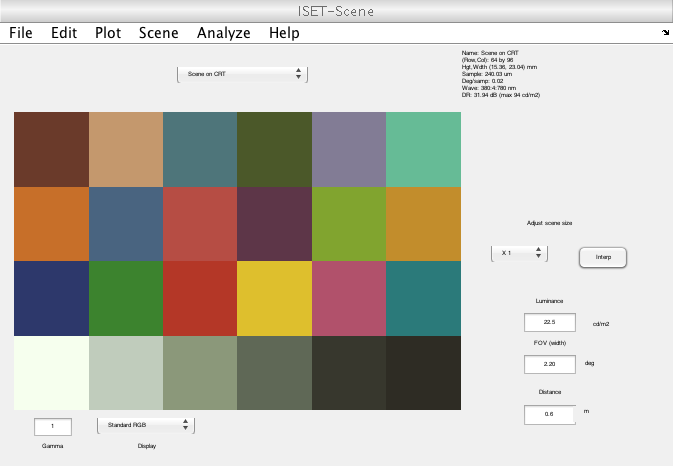 ISET-Scene
File Edit Plot Scene Analyze Help
Name: Scene on CRT
(Row,Col): 64 by 96
Hgt,Wdth (15.36, 23.04) mm
Sample: 240.03 um
Deg/samp: 0.02
Wave: 380:4:780 nm
DR: 31.94 dB (max 94 cd/m2)
Scene on CRT
Adjust scene size
X 1 Interp
Luminance
22.5 cd/m2
FOV (width)
2.20 deg
Distance
0.6 m
1 Standard RGB
Gamma Display